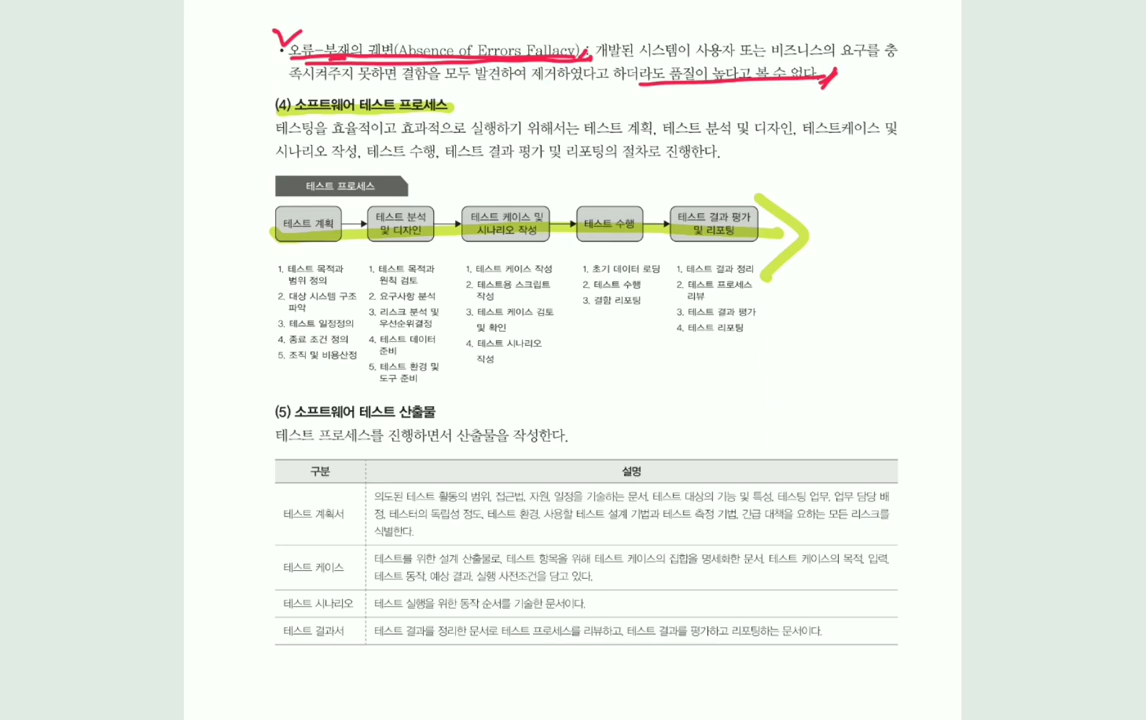 • 오류-부재의 궤변(Absence of Errors Fallacy) : 개발된 시스템이 사용자 또는 비즈니스의 요구를 충
족시켜주지 못하면 결함을 모두 발견하여 제거하였다고 하더라도 품질이 높다고 볼 수 없다.
(4) 소프트웨어 테스트 프로세스
테스팅을 효율적이고 효과적으로 실행하기 위해서는 테스트 계획, 테스트 분석 및 디자인, 테스트케이스 및
시나리오 작성, 테스트 수행, 테스트 결과 평가 및 리포팅의 절차로 진행한다.
테스트 프로세스
테스트 계획
1. 테스트 목적과
범위 정의
2. 대상 시스템 구조
파악
3. 테스트 일정정의
4. 종료 조건 정의
5. 조직 및 비용산정
테스트 분석
및 디자인
1. 테스트 목적과
원칙 검토
2. 요구사항 분석
3. 리스크 분석 및
우선순위결정
4. 테스트 데이터
준비
5. 테스트 환경 및
도구 준비
테스트 케이스 및
시나리오 작성
1. 테스트 케이스 작성
2. 테스트용 스크립트
작성
3. 테스트 케이스 검토
및 확인
4. 테스트 시나리오
작성
테스트 수행
1. 초기 데이터 로딩
2. 테스트 수행
3. 결함 리포팅
테스트 결과 평가
및 리포팅
1. 테스트 결과 정리
2. 테스트 프로세스
리뷰
3. 테스트 결과 평가
4. 테스트 리포팅
(5) 소프트웨어 테스트 산출물
테스트 프로세스를 진행하면서 산출물을 작성한다.
구분 설명
테스트 계획서 의도된 테스트 활동의 범위, 접근법, 자원, 일정을 기술하는 문서, 테스트 대상의 기능 및 특성, 테스팅 업무, 업무 담당 배
정, 테스터의 독립성 정도, 테스트 환경, 사용할 테스트 설계 기법과 테스트 측정 기법, 긴급 대책을 요하는 모든 리스크를
식별한다.
테스트 케이스 테스트를 위한 설계 산출물로, 테스트 항목을 위해 테스트 케이스의 집합을 명세화한 문서, 테스트 케이스의 목적, 입력,
테스트 동작, 예상 결과, 실행 사전조건을 담고 있다.
테스트 시나리오 테스트 실행을 위한 동작 순서를 기술한 문서이다.
테스트 결과서 테스트 결과를 정리한 문서로 테스트 프로세스를 리뷰하고, 테스트 결과를 평가하고 리포팅하는 문서이다.